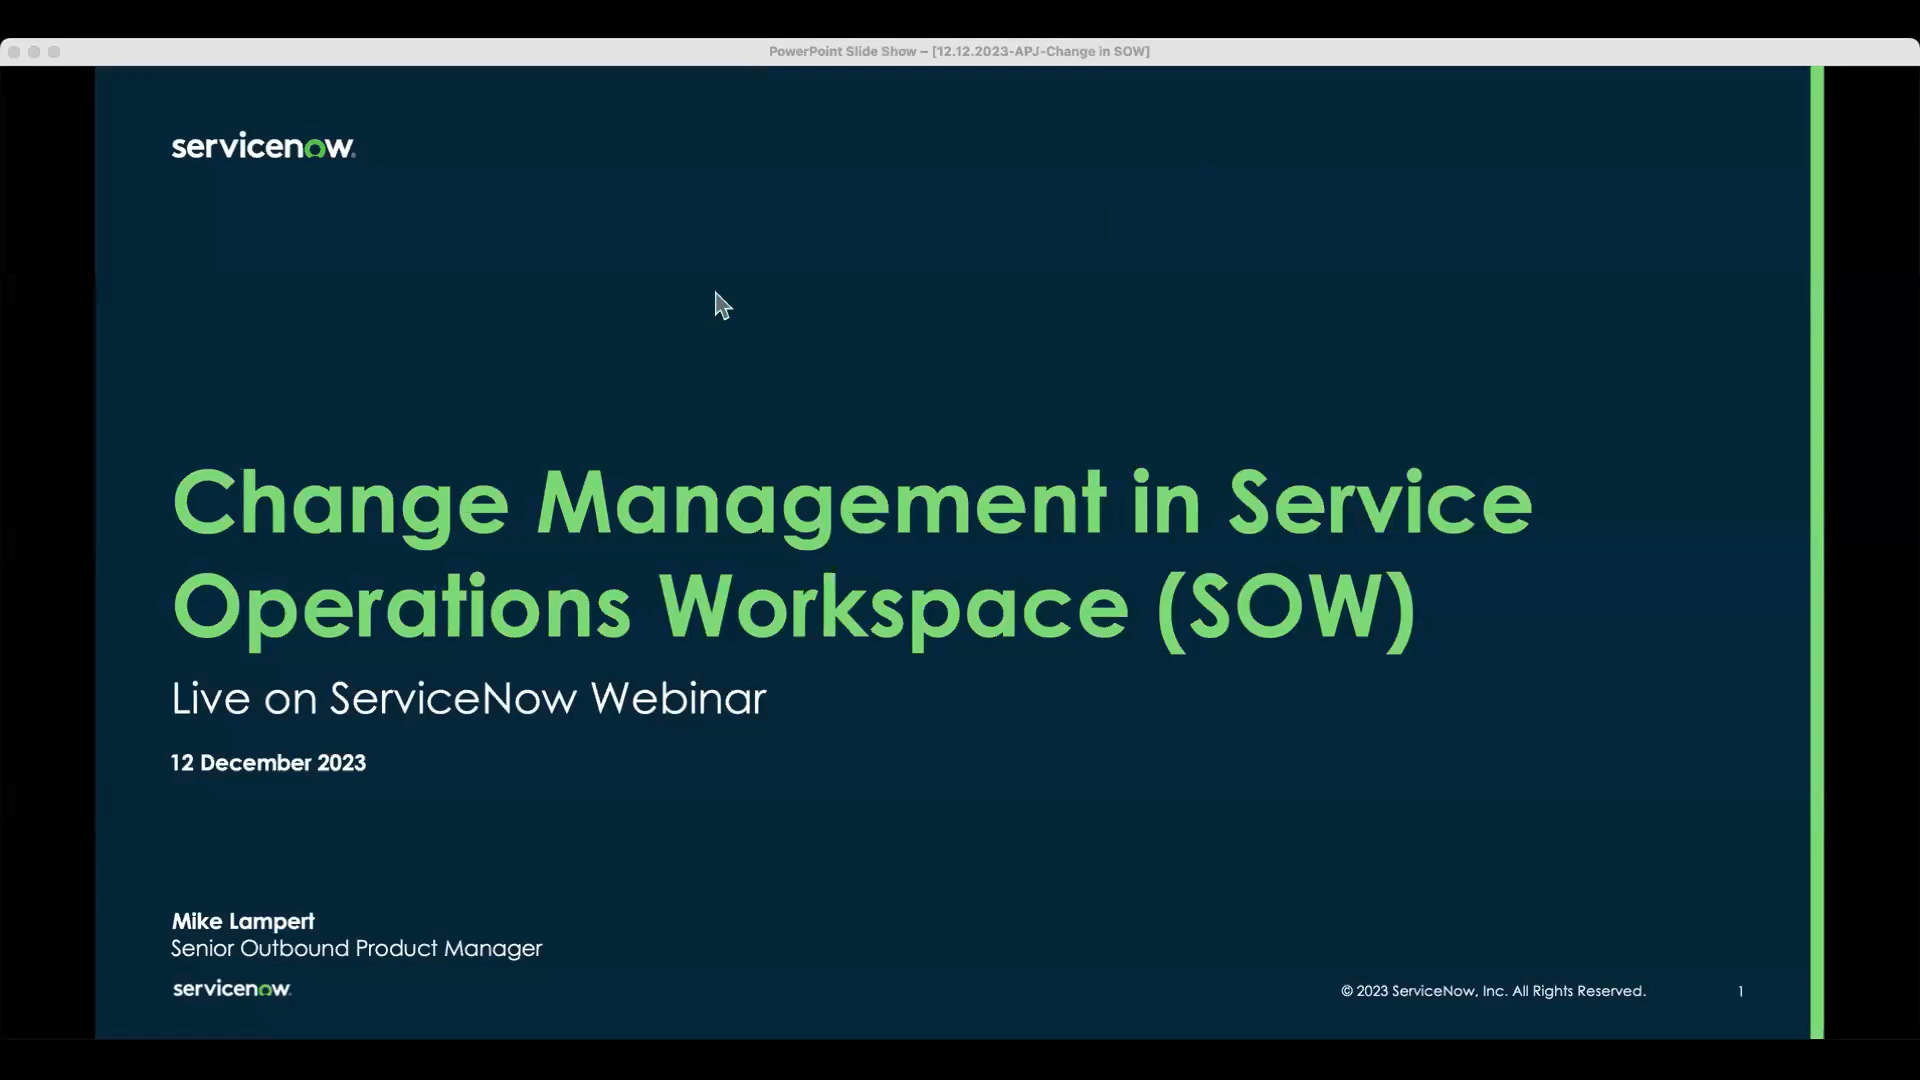 PowerPoint Slide Show – [12.12.2023-APJ-Change in SOW]
servicenow.
Change Management in Service
Operations Workspace (SOW)
Live on ServiceNow Webinar
12 December 2023
Mike Lampert
Senior Outbound Product Manager
servicenow.
© 2023 ServiceNow, Inc. All Rights Reserved.
1